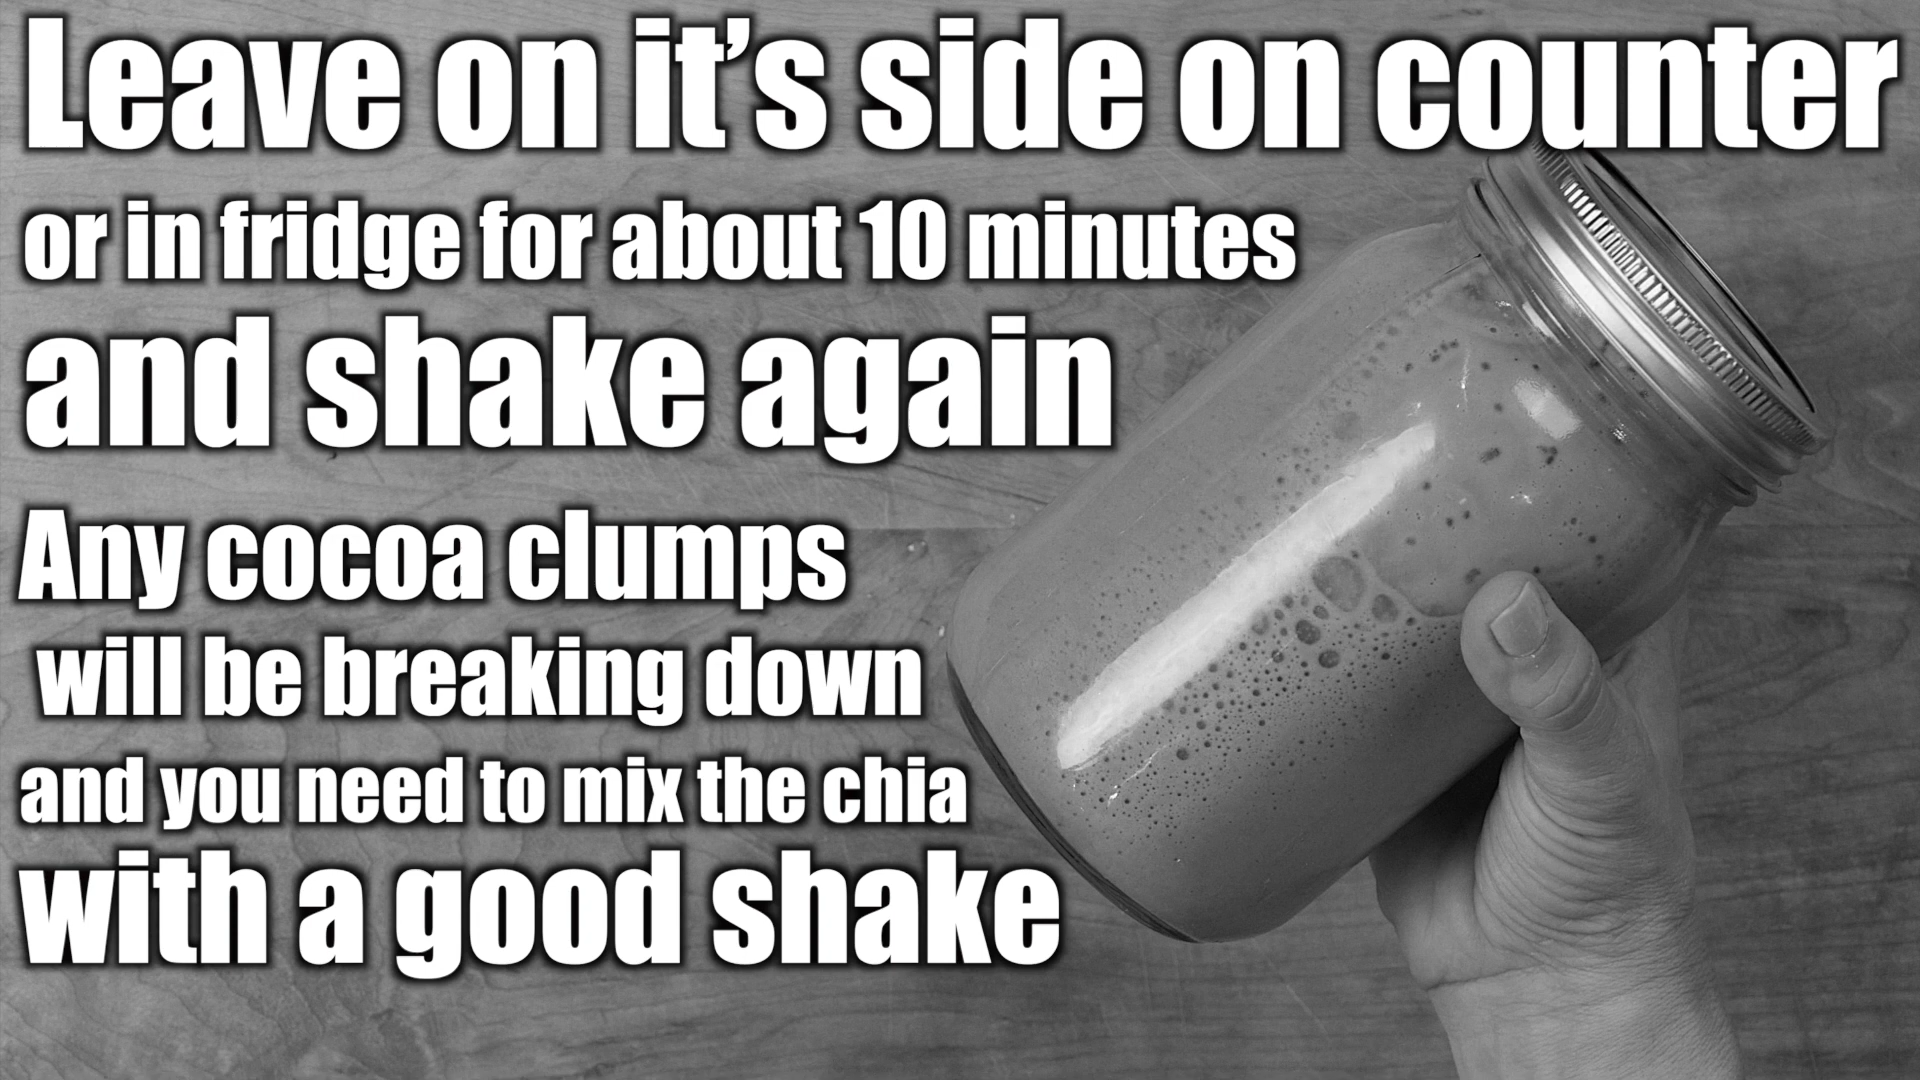 Leave on it’s side on counter
or in fridge for about 10 minutes
and shake again
Any cocoa clumps
will be breaking down
and you need to mix the chia
with a good shake